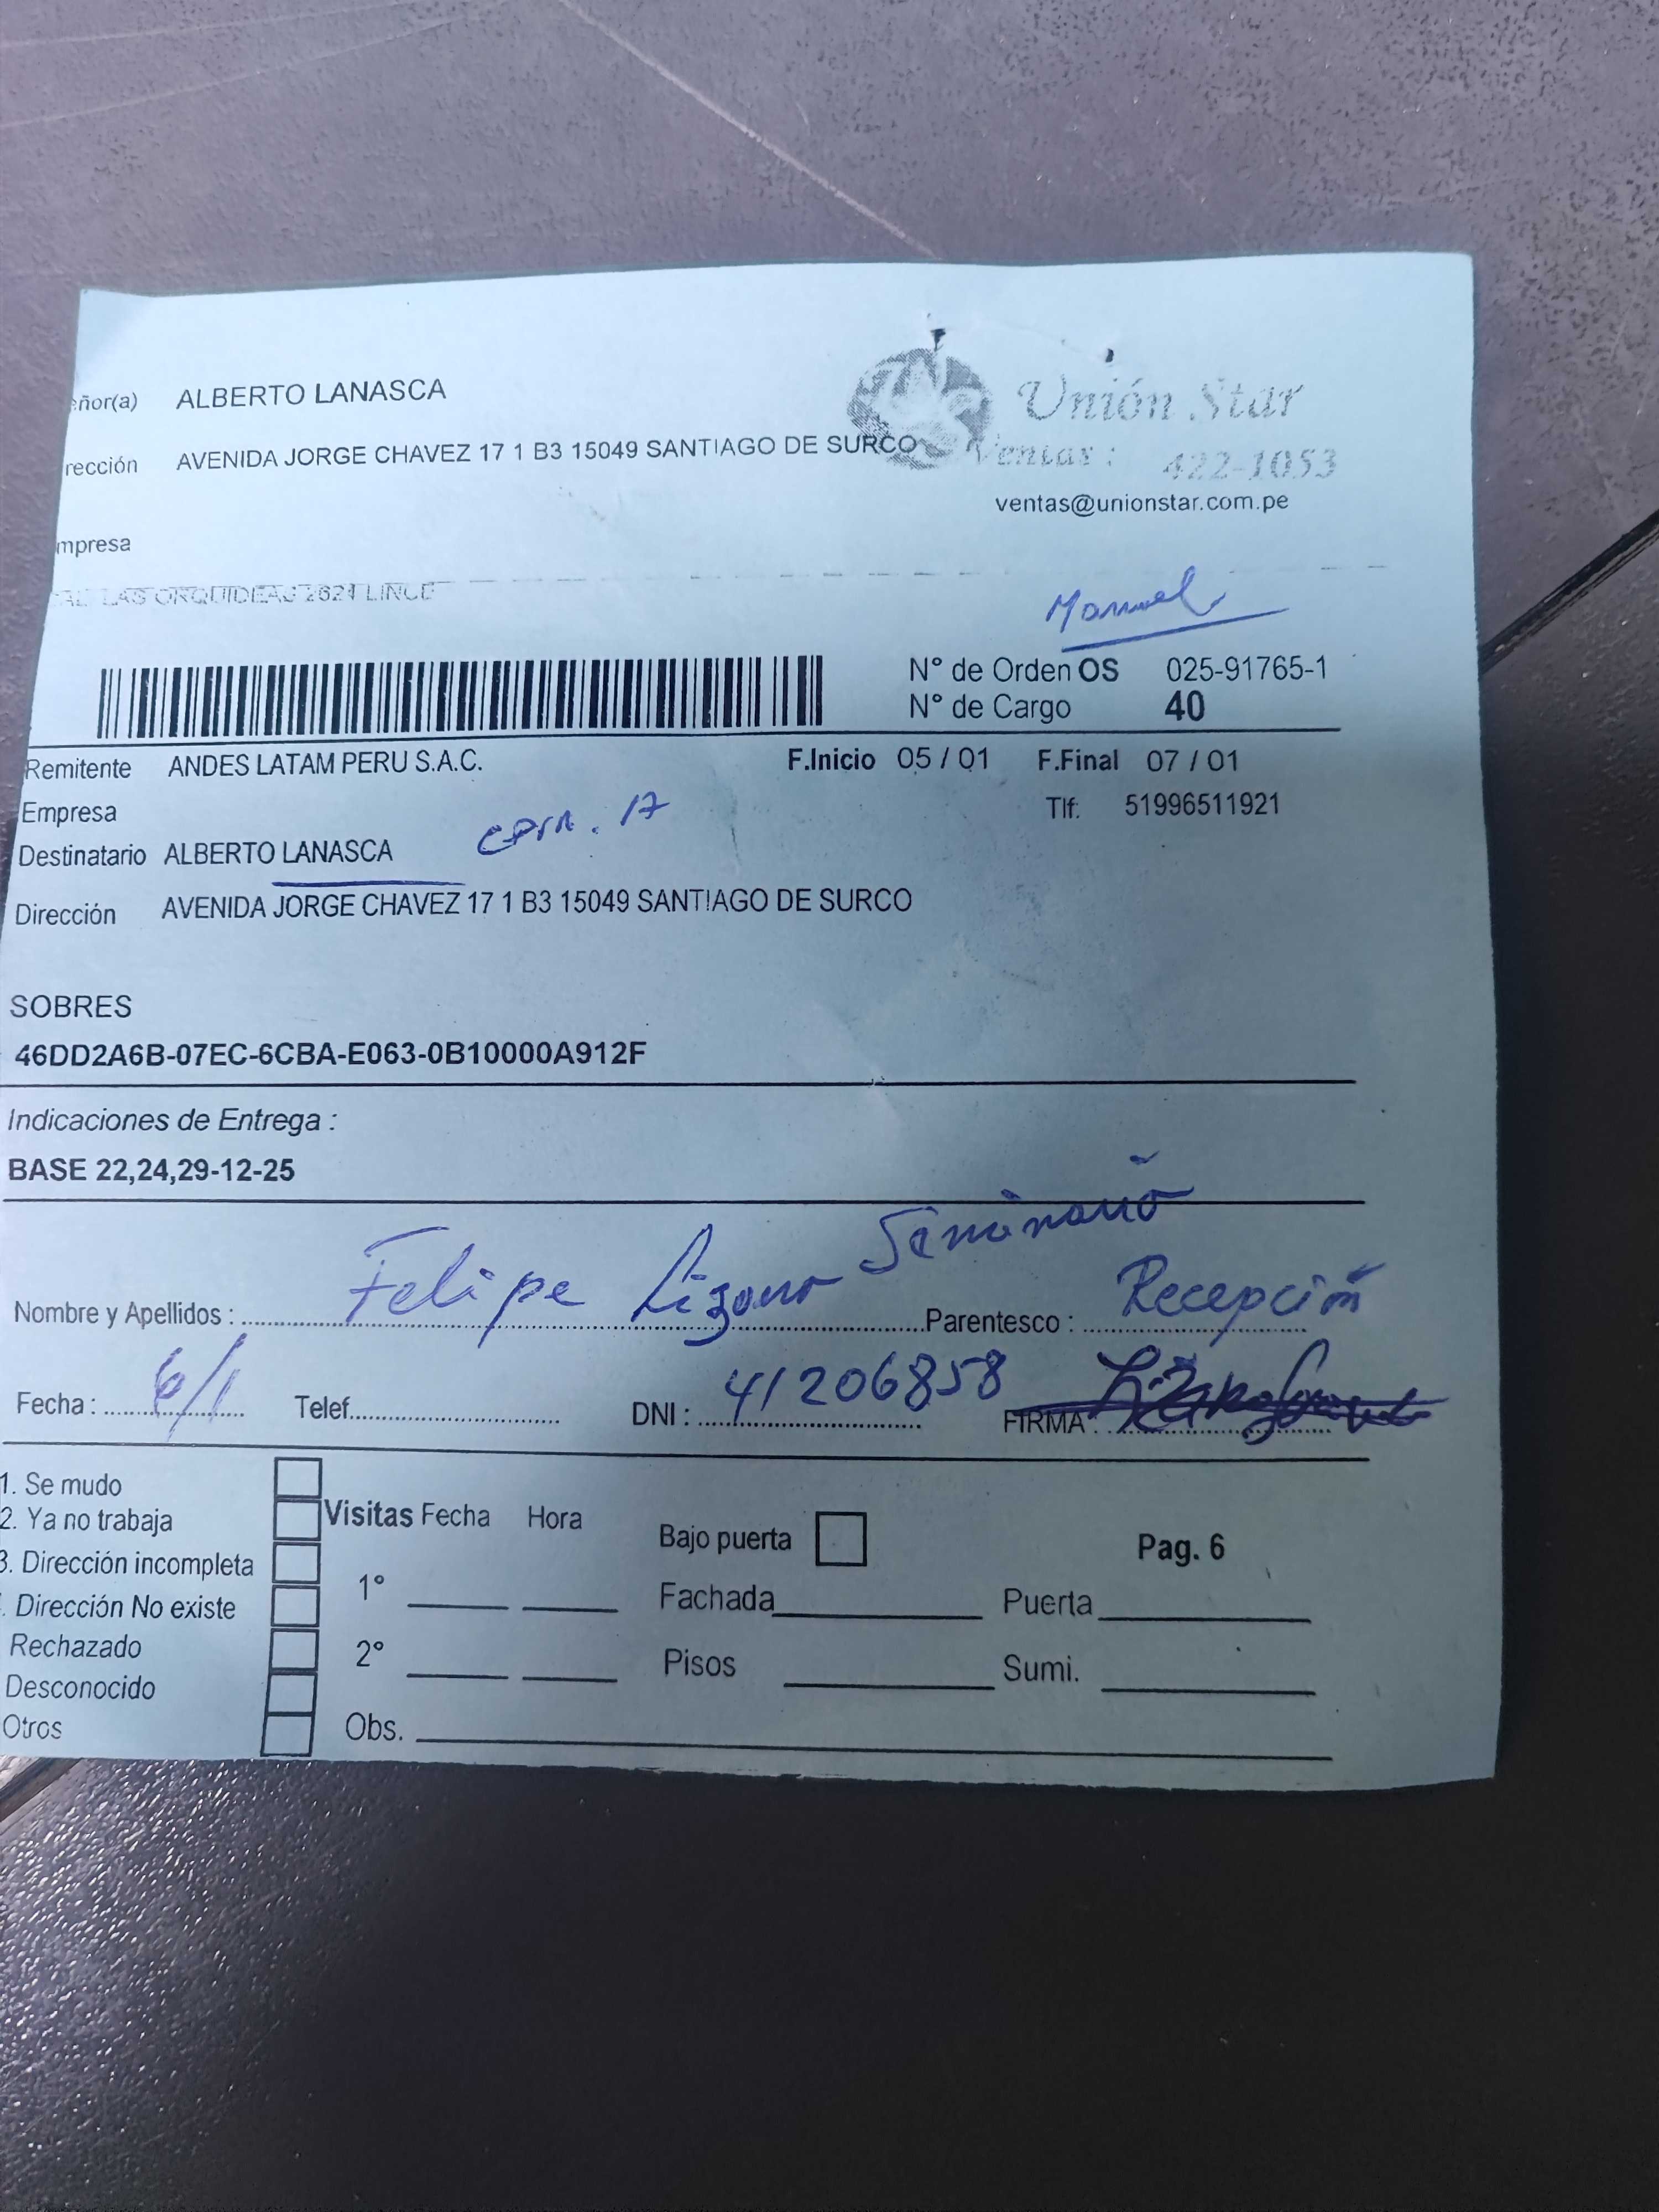 eñor(a) ALBERTO LANASCA
Unión Star
rección AVENIDA JORGE CHAVEZ 17 1 B3 15049 SANTIAGO DE SURCO
Ventas : 422-1053
ventas@unionstar.com.pe
mpresa
LAS ORQUIDEAS 2621 LINCE
Manuel
N° de Orden OS 025-91765-1
N° de Cargo 40
Remitente ANDES LATAM PERU S.A.C. F.Inicio 05 / 01 F.Final 07 / 01
Empresa Tlf. 51996511921
17
Destinatario ALBERTO LANASCA
Dirección AVENIDA JORGE CHAVEZ 17 1 B3 15049 SANTIAGO DE SURCO
SOBRES
46DD2A6B-07EC-6CBA-E063-0B10000A912F
Indicaciones de Entrega :
BASE 22,24,29-12-25
Nombre y Apellidos : Felipe Lizano Seminario Parentesco : Recepción
Fecha : 6/1 Telef. DNI : 41206858 FIRMA :
1. Se mudo
2. Ya no trabaja
3. Dirección incompleta
. Dirección No existe
Rechazado
Desconocido
Otros
Visitas Fecha Hora
1°
2°
Obs.
Bajo puerta Pag. 6
Fachada Puerta
Pisos Sumi.